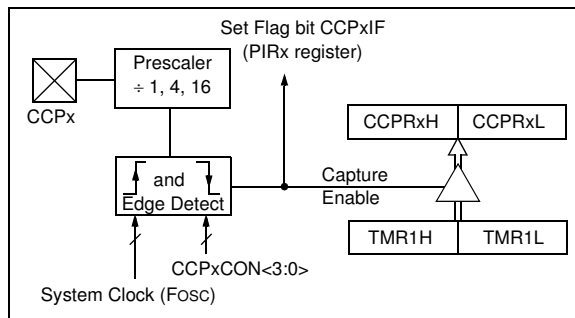 Set Flag bit CCPxIF
(PIRx register)
Prescaler
÷ 1, 4, 16
CCPx
CCPRxH
CCPRxL
and
Edge Detect
Capture
Enable
TMR1H
TMR1L
CCPxCON<3:0>
System Clock (FOSC)